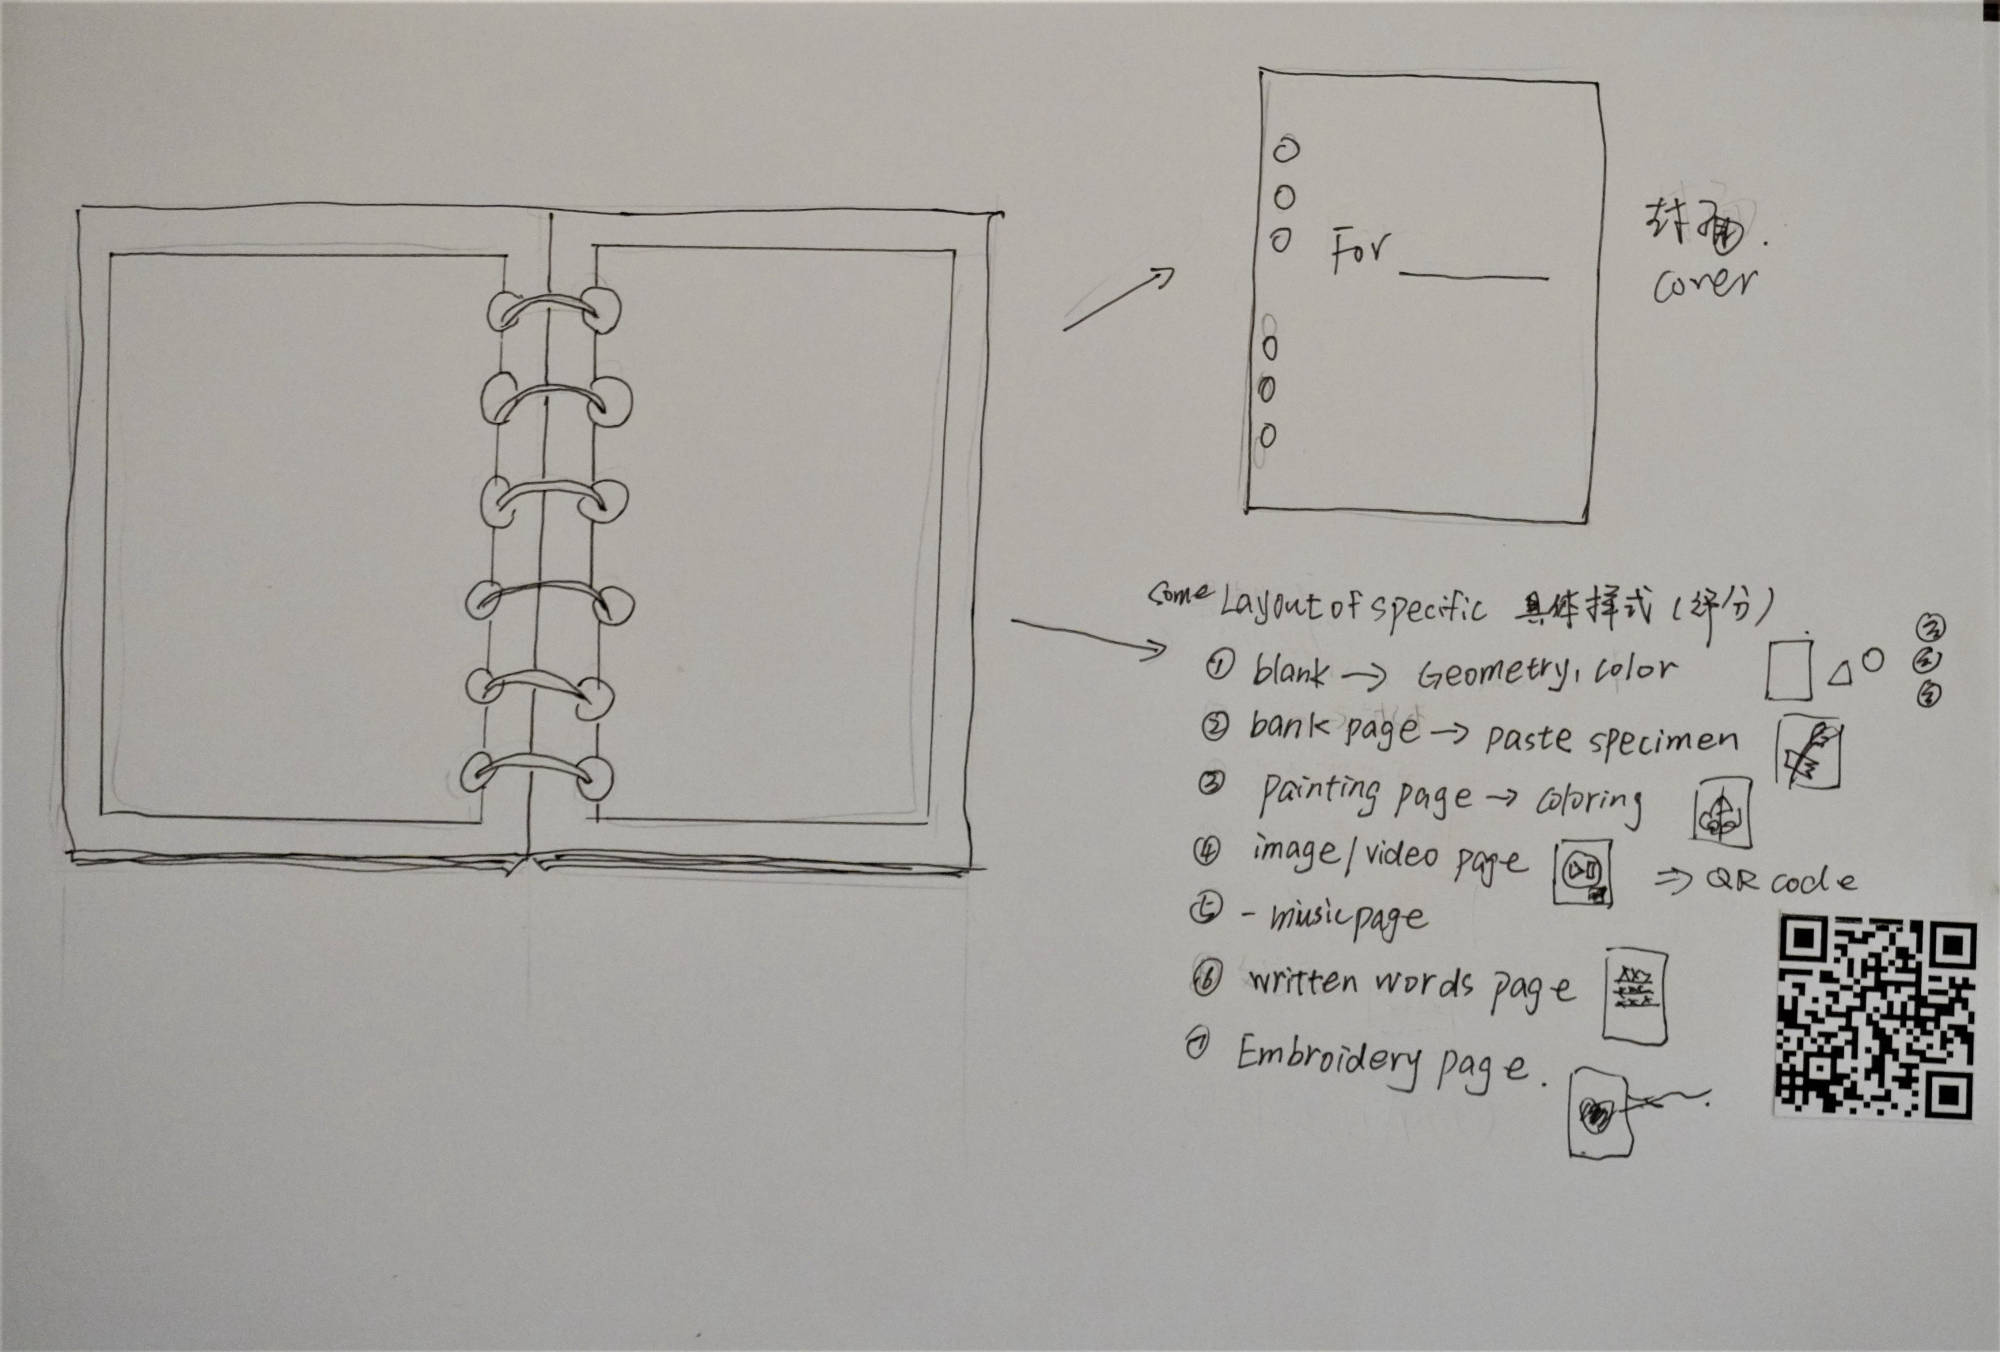 For ______
封面.
cover
some Layout of specific 具体样式(评分)
① blank → Geometry, color
② bank page → paste specimen
③ painting page → coloring
④ image/video page ⇒ QR code
⑤ - music page
⑥ written words page
⑦ Embroidery page.